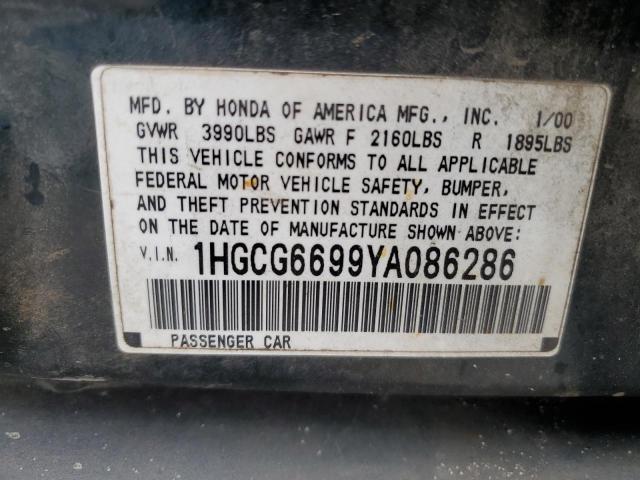 MFD. BY HONDA OF AMERICA MFG., INC. 1/00
GVWR 3990LBS GAWR F 2160LBS R 1895LBS
THIS VEHICLE CONFORMS TO ALL APPLICABLE
FEDERAL MOTOR VEHICLE SAFETY, BUMPER,
AND THEFT PREVENTION STANDARDS IN EFFECT
ON THE DATE OF MANUFACTURE SHOWN ABOVE:
V.I.N. 1HGCG6699YA086286
PASSENGER CAR